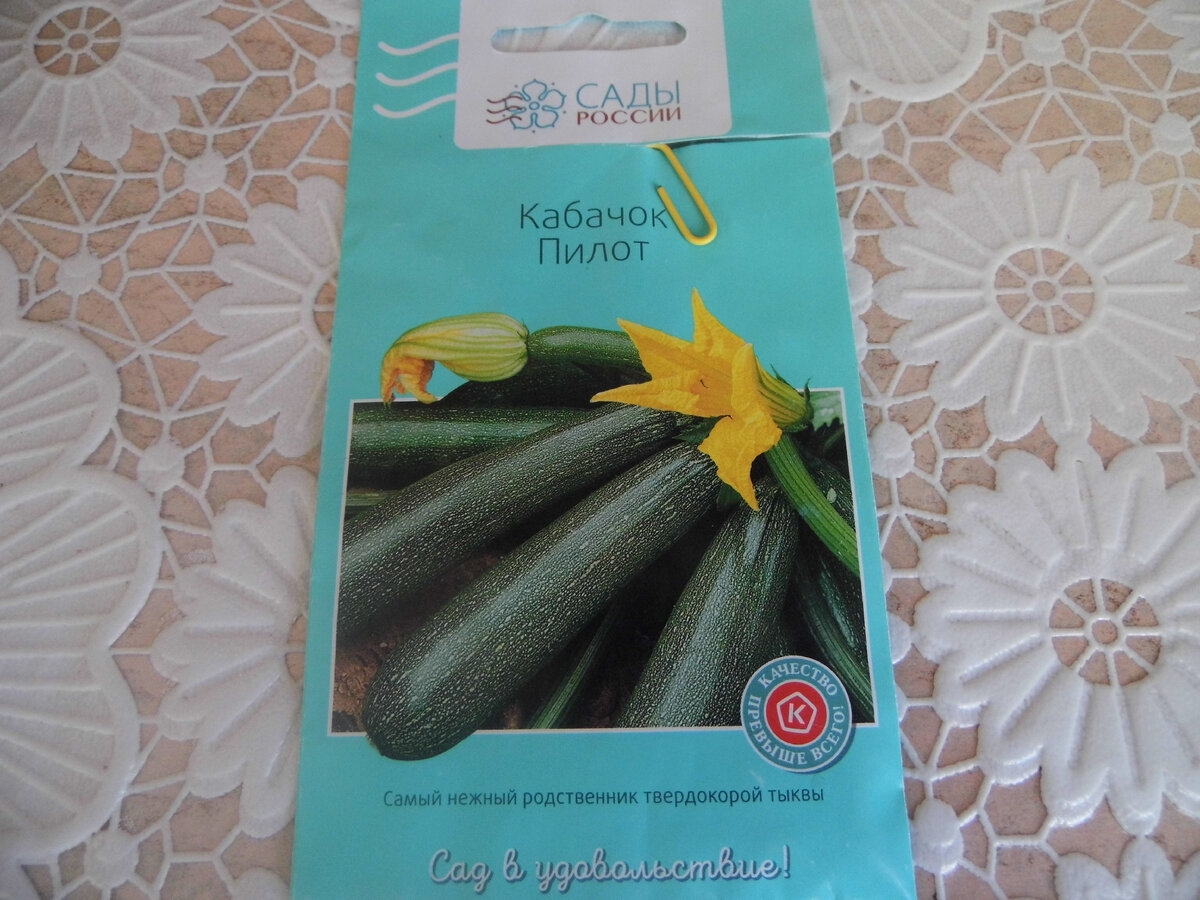 САДЫ
РОССИИ
Кабачок
Пилот
КАЧЕСТВО
ПРЕВЫШЕ ВСЕГО!
К
Самый нежный родственник твердокорой тыквы
Сад в удовольствие!